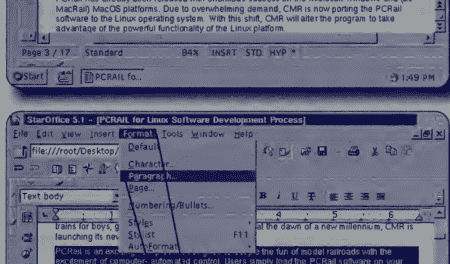 MacRail) MacOS platforms. Due to overwhelming demand, CMR is now porting the PCRail
software to the Linux operating system. With this shift, CMR will alter the program to take
advantage of the powerful functionality of the Linux platform.
Page 3 / 17 Standard 84% INSRT STD HYP *
Start PCRAIL fo... 1:49 PM
StarOffice 5.1 - [PCRAIL for Linux Software Development Process]
File Edit View Insert Format Tools Window Help
file:///root/Desktop/
Default
Character...
Paragraph...
Page...
Numbering/Bullets...
Styles
Stylist F11
AutoFormat
Text body B i U
trains for boys, at the dawn of a new millennium, CMR is
launching its new
PCRail is an the fun of model railroads with the
excitement of computer- automated control. Users simply load the PCRail software on your